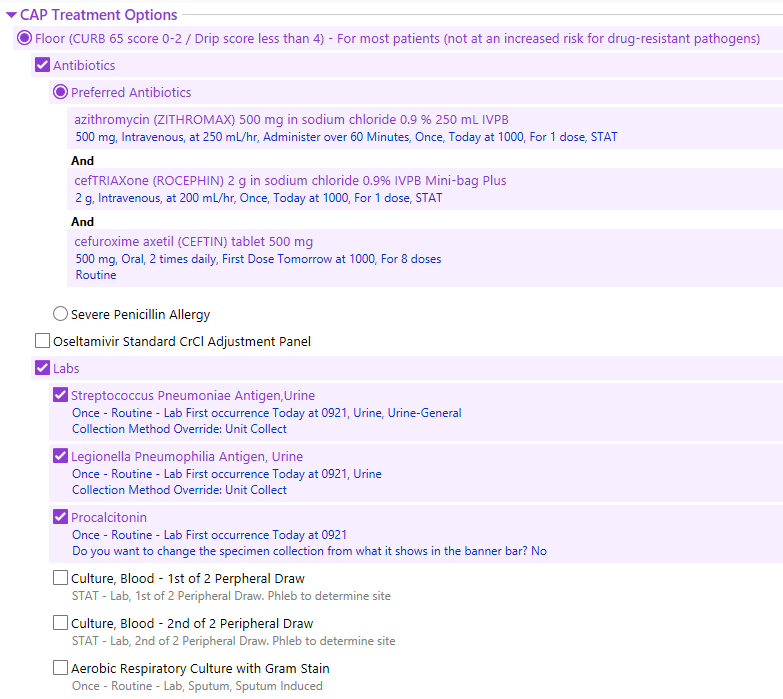 CAP Treatment Options
Floor (CURB 65 score 0-2 / Drip score less than 4) - For most patients (not at an increased risk for drug-resistant pathogens)
Antibiotics
Preferred Antibiotics
azithromycin (ZITHROMAX) 500 mg in sodium chloride 0.9 % 250 mL IVPB
500 mg, Intravenous, at 250 mL/hr, Administer over 60 Minutes, Once, Today at 1000, For 1 dose, STAT
And
cefTRIAXone (ROCEPHIN) 2 g in sodium chloride 0.9% IVPB Mini-bag Plus
2 g, Intravenous, at 200 mL/hr, Once, Today at 1000, For 1 dose, STAT
And
cefuroxime axetil (CEFTIN) tablet 500 mg
500 mg, Oral, 2 times daily, First Dose Tomorrow at 1000, For 8 doses
Routine
Severe Penicillin Allergy
Oseltamivir Standard CrCl Adjustment Panel
Labs
Streptococcus Pneumoniae Antigen,Urine
Once - Routine - Lab First occurrence Today at 0921, Urine, Urine-General
Collection Method Override: Unit Collect
Legionella Pneumophilia Antigen, Urine
Once - Routine - Lab First occurrence Today at 0921, Urine
Collection Method Override: Unit Collect
Procalcitonin
Once - Routine - Lab First occurrence Today at 0921
Do you want to change the specimen collection from what it shows in the banner bar? No
Culture, Blood - 1st of 2 Perpheral Draw
STAT - Lab, 1st of 2 Peripheral Draw. Phleb to determine site
Culture, Blood - 2nd of 2 Peripheral Draw
STAT - Lab, 2nd of 2 Peripheral Draw. Phleb to determine site
Aerobic Respiratory Culture with Gram Stain
Once - Routine - Lab, Sputum, Sputum Induced